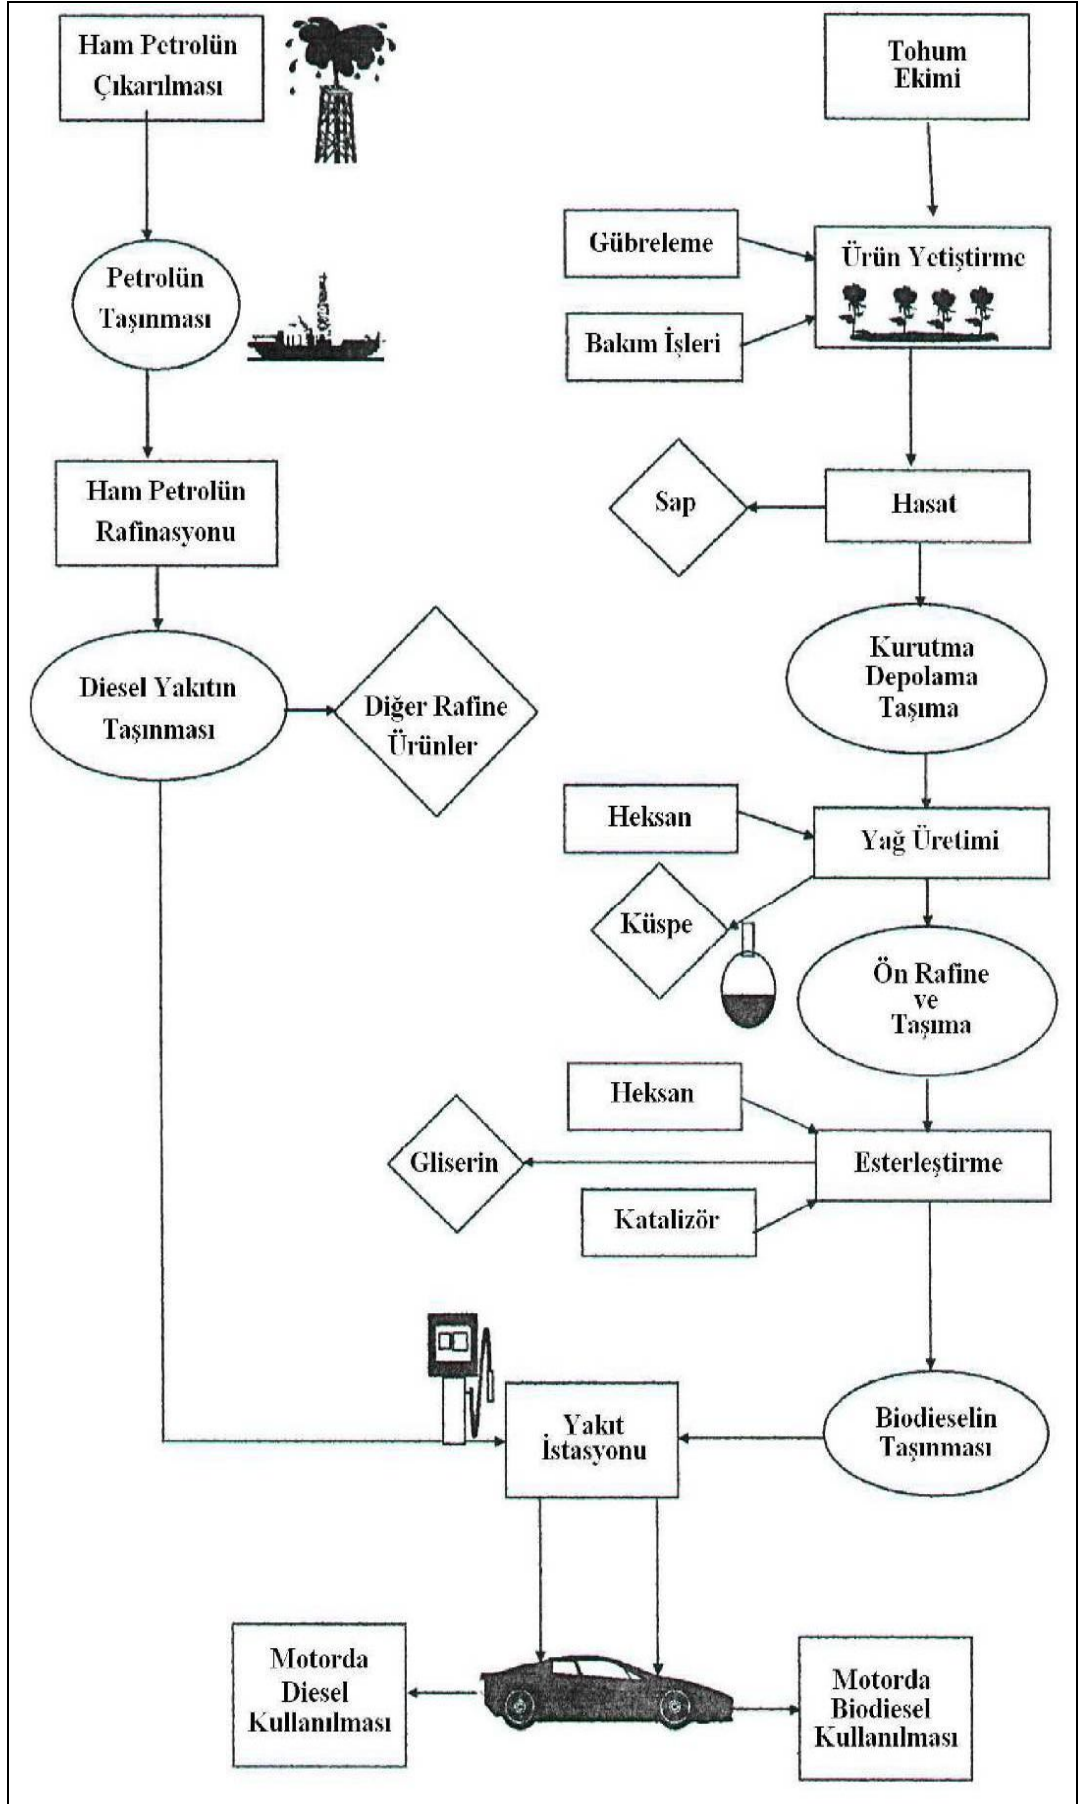 Ham Petrolün
Çıkarılması
Petrolün
Taşınması
Ham Petrolün
Rafinasyonu
Diesel Yakıtın
Taşınması
Diğer Rafine
Ürünler
Tohum
Ekimi
Gübreleme
Ürün Yetiştirme
Bakım İşleri
Sap
Hasat
Kurutma
Depolama
Taşıma
Heksan
Yağ Üretimi
Küspe
Ön Rafine
ve
Taşıma
Heksan
Gliserin
Esterleştirme
Katalizör
Yakıt
İstasyonu
Biodieselin
Taşınması
Motorda
Diesel
Kullanılması
Motorda
Biodiesel
Kullanılması